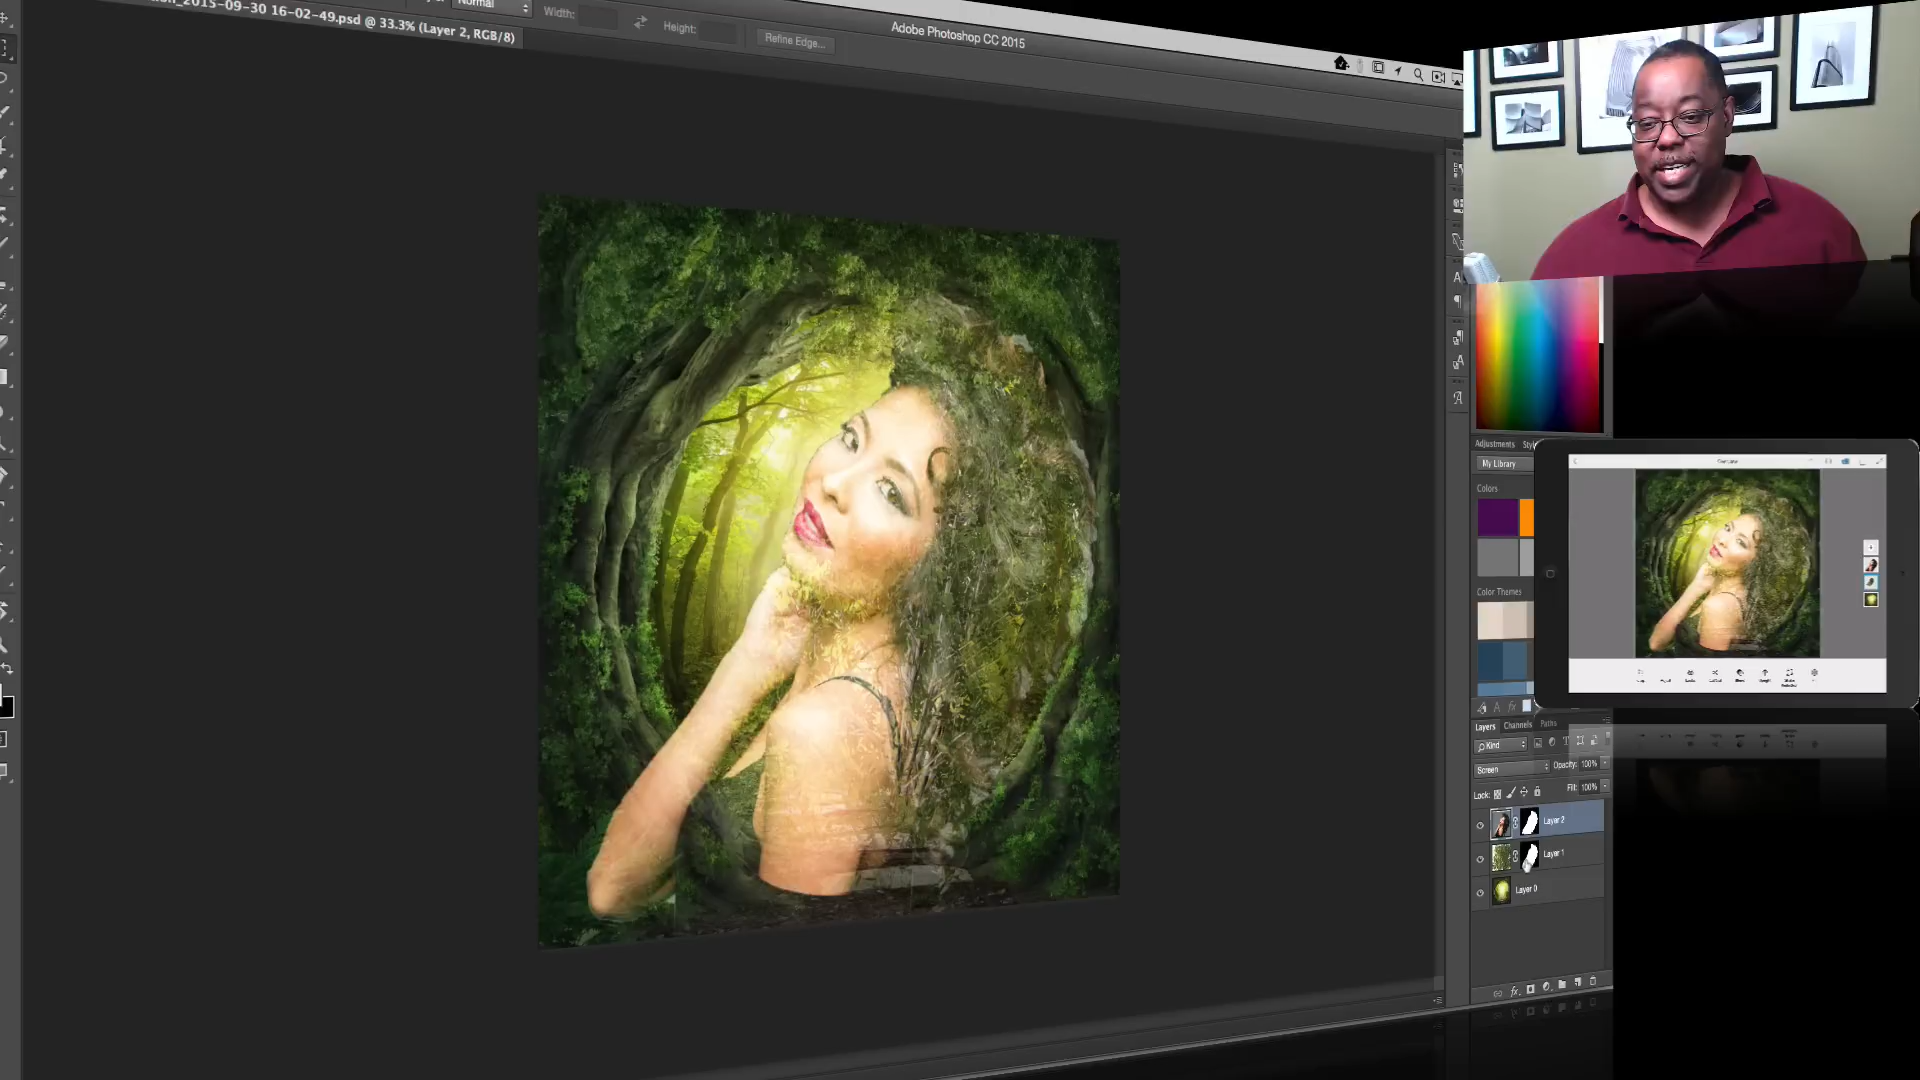 Normal
Width:
Height:
Refine Edge...
Adobe Photoshop CC 2015
_2015-09-30 16-02-49.psd @ 33.3% (Layer 2, RGB/8)
Adjustments
My Library
Colors
Color Themes
Layers Channels Paths
Kind
Screen Opacity: 100%
Lock: Fill: 100%
Layer 2
Layer 1
Layer 0